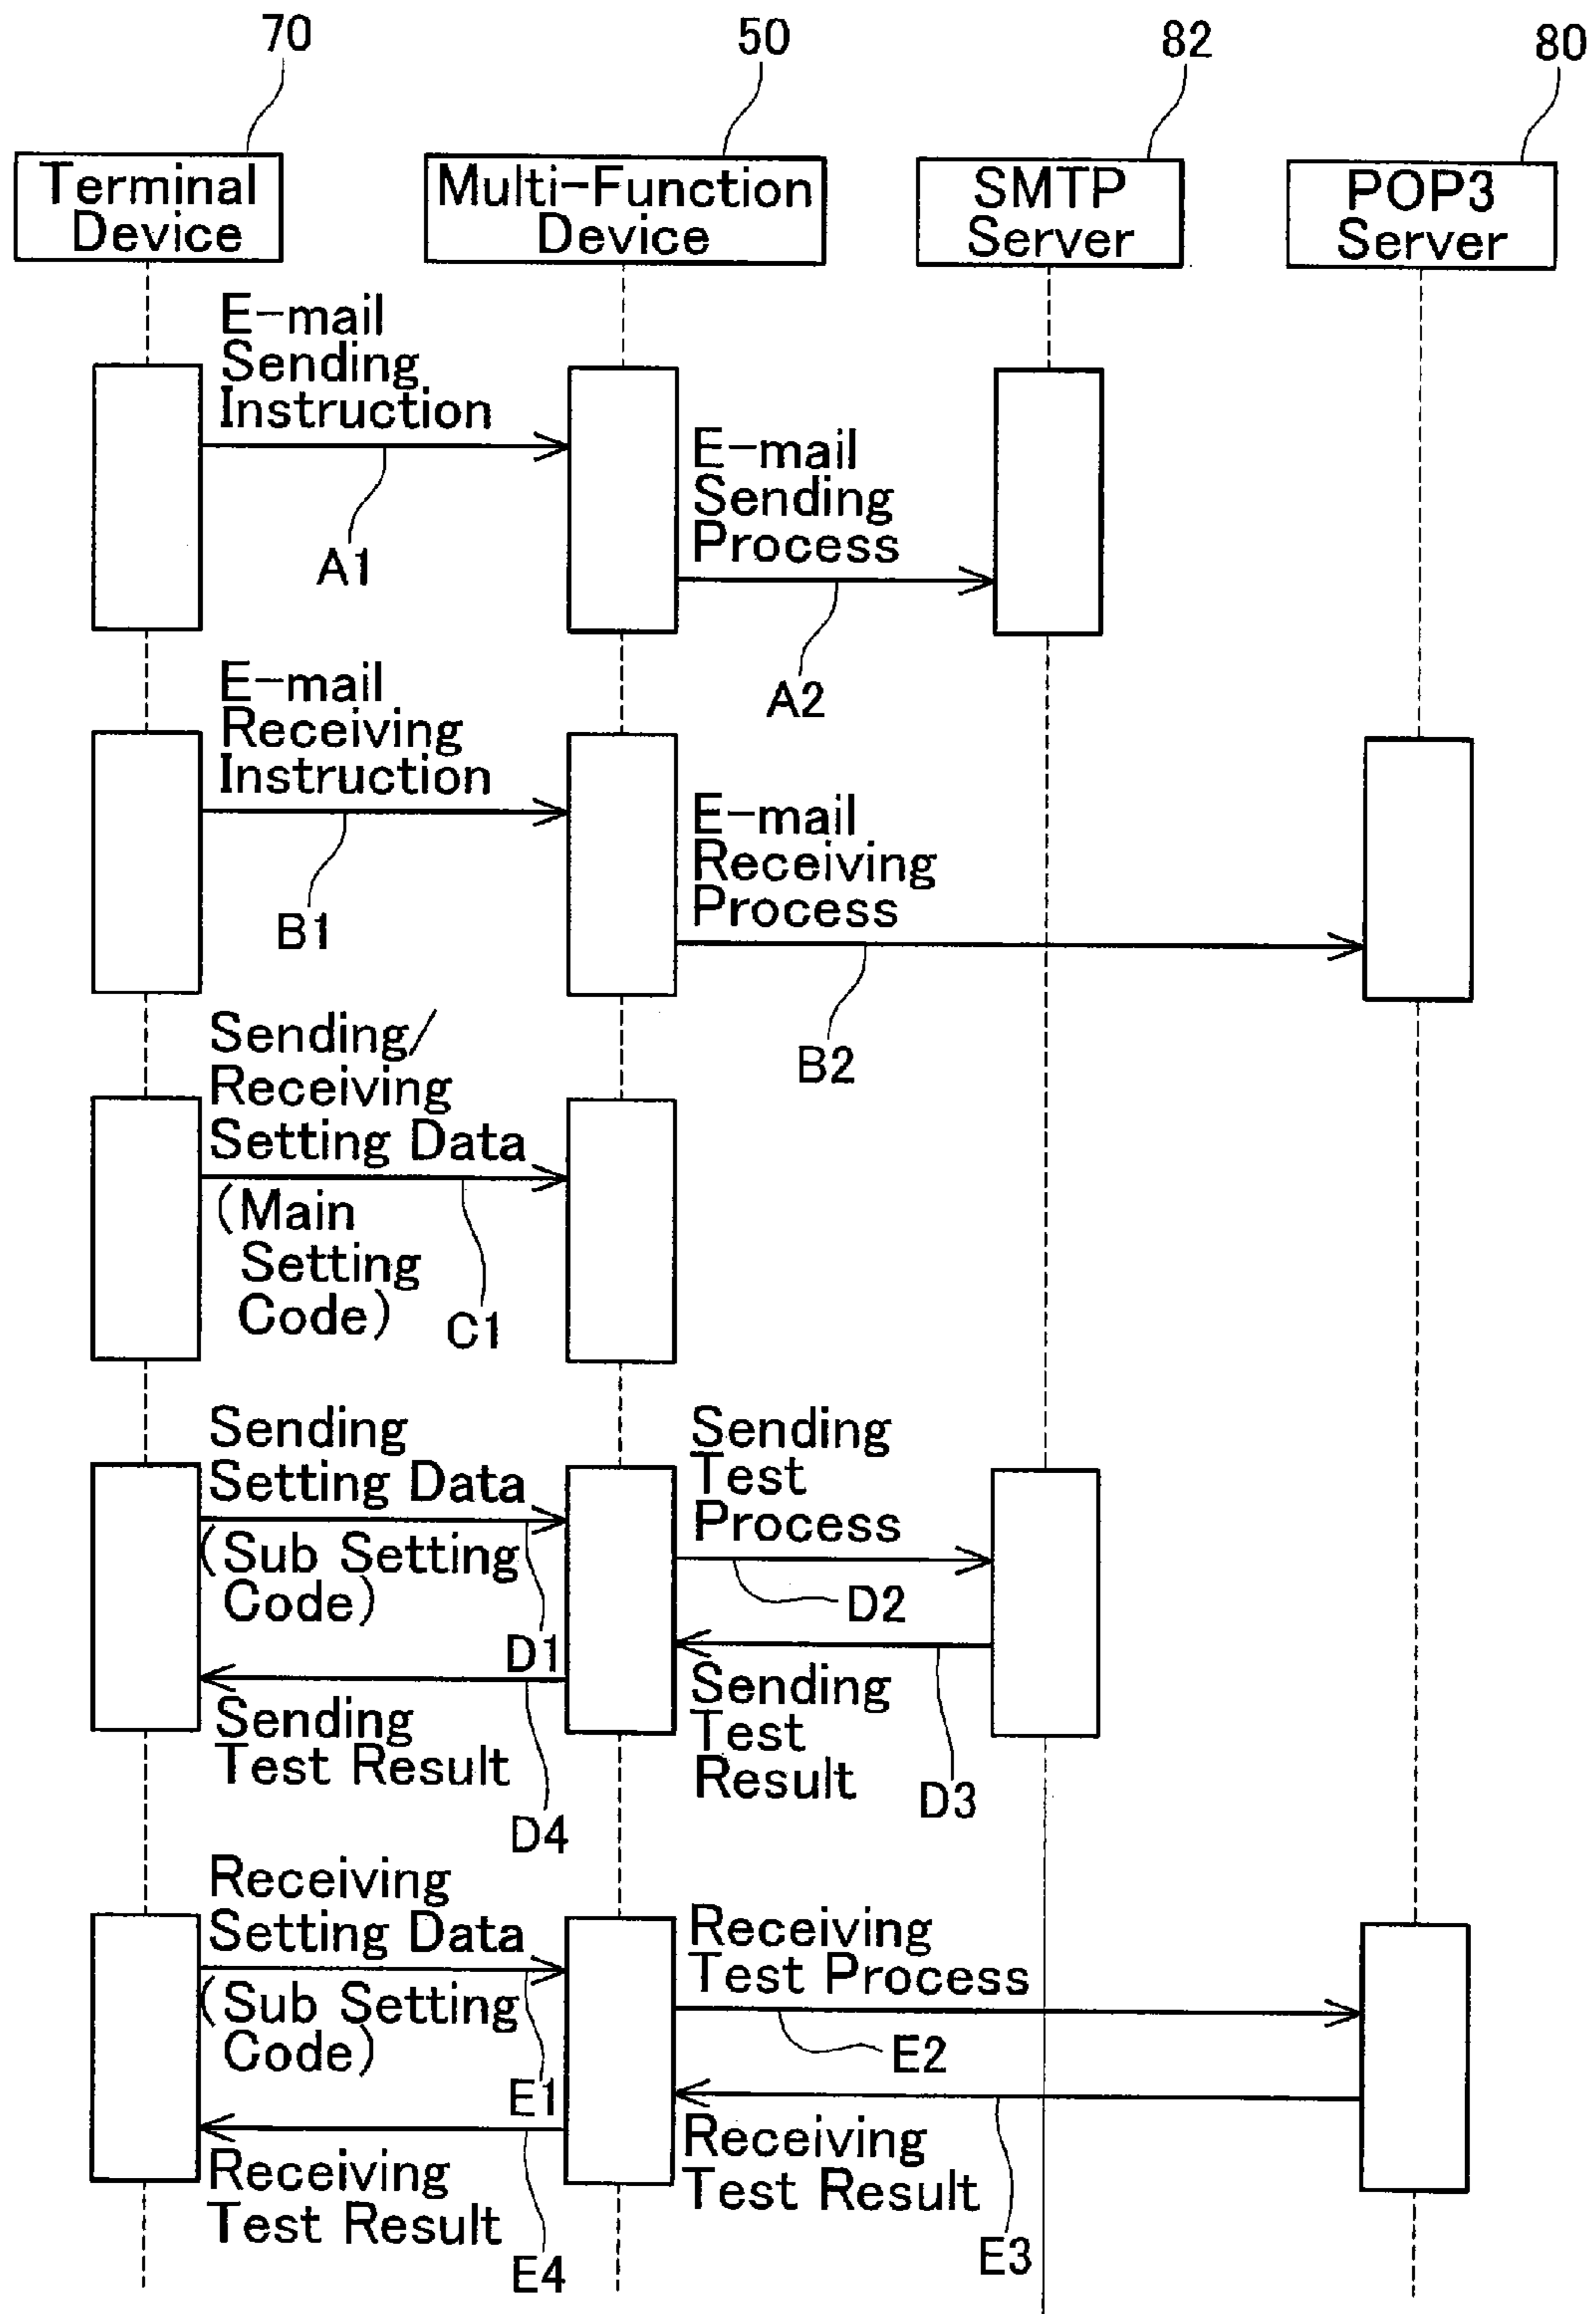 70
50
82
80
Terminal
Device
Multi-Function
Device
SMTP
Server
POP3
Server
E-mail
Sending
Instruction
A1
E-mail
Sending
Process
A2
E-mail
Receiving
Instruction
B1
E-mail
Receiving
Process
B2
Sending/
Receiving
Setting Data
(Main
Setting
Code)
C1
Sending
Setting Data
(Sub Setting
Code)
D1
Sending
Test
Process
D2
Sending
Test
Result
D3
Sending
Test Result
D4
Receiving
Setting Data
(Sub Setting
Code)
E1
Receiving
Test Process
E2
Receiving
Test Result
E3
Receiving
Test Result
E4